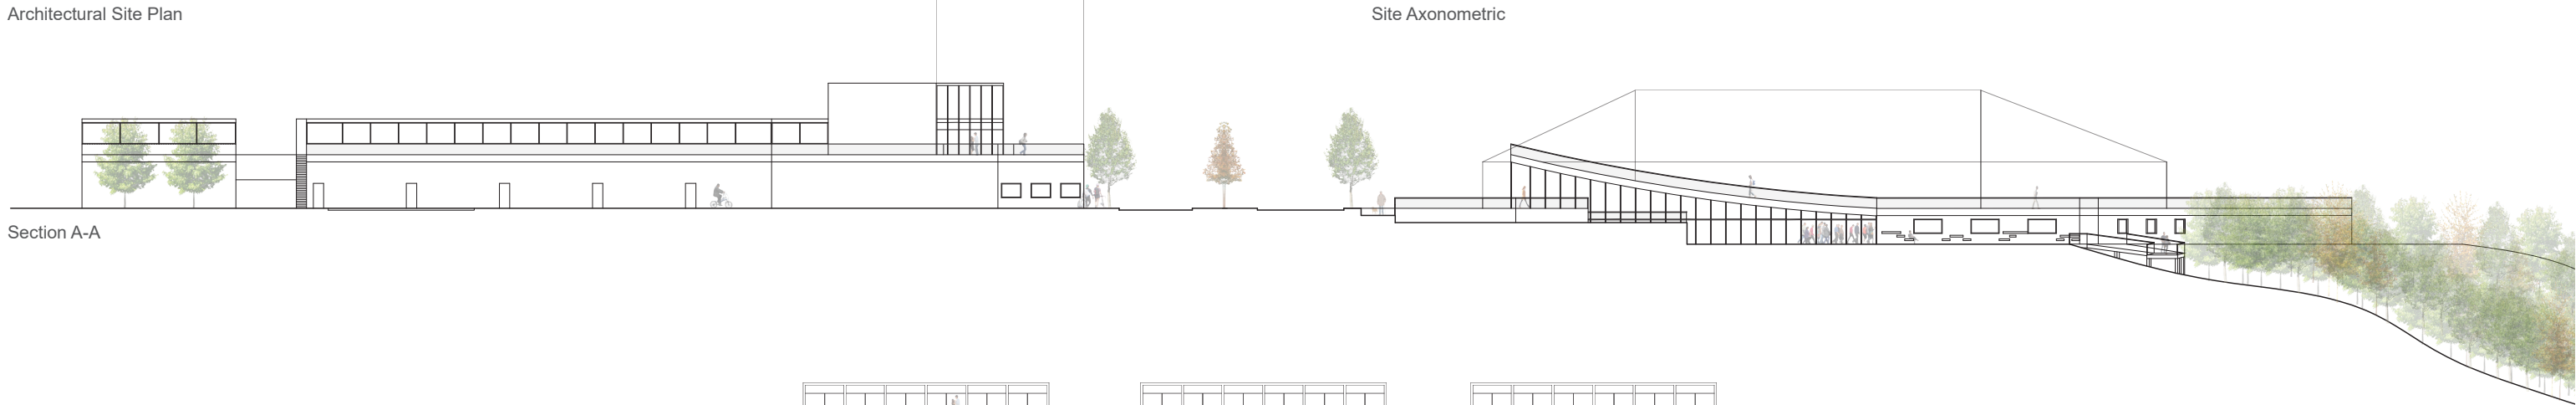 Architectural Site Plan
Site Axonometric
Section A-A